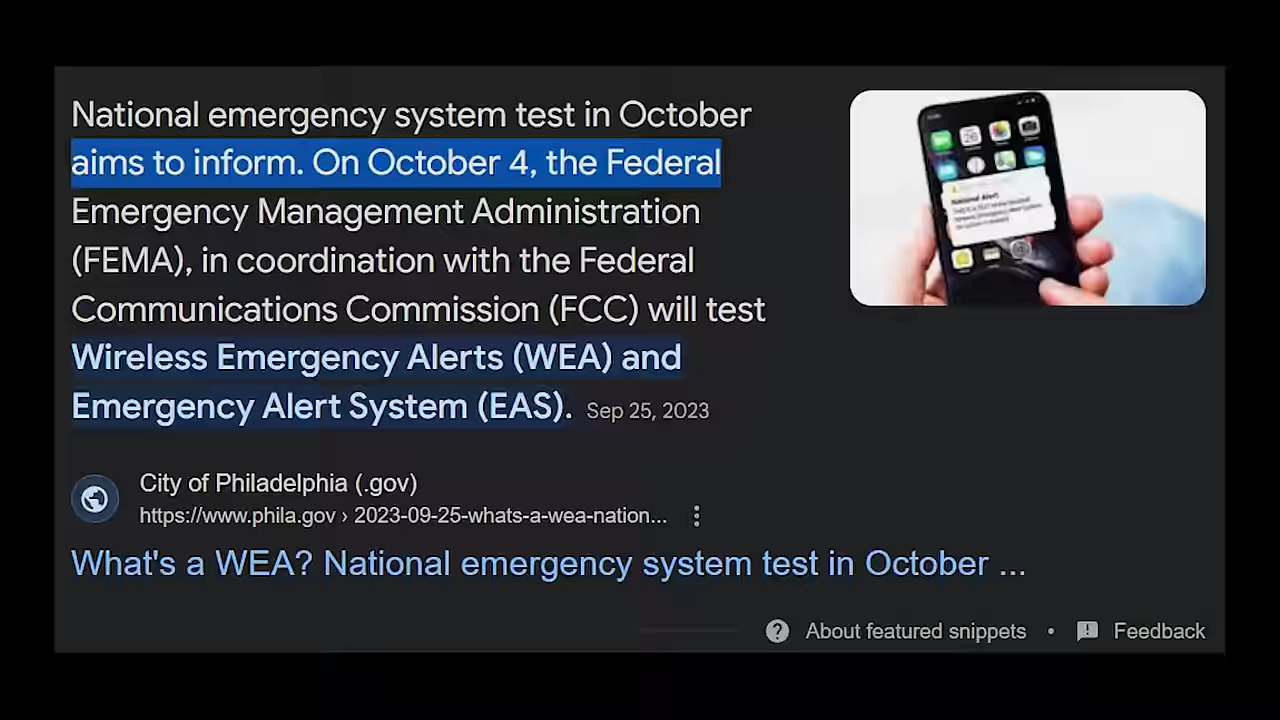 National emergency system test in October
aims to inform. On October 4, the Federal
Emergency Management Administration
(FEMA), in coordination with the Federal
Communications Commission (FCC) will test
Wireless Emergency Alerts (WEA) and
Emergency Alert System (EAS). Sep 25, 2023
National Alert
City of Philadelphia (.gov)
https://www.phila.gov › 2023-09-25-whats-a-wea-nation...
What's a WEA? National emergency system test in October ...
About featured snippets • Feedback